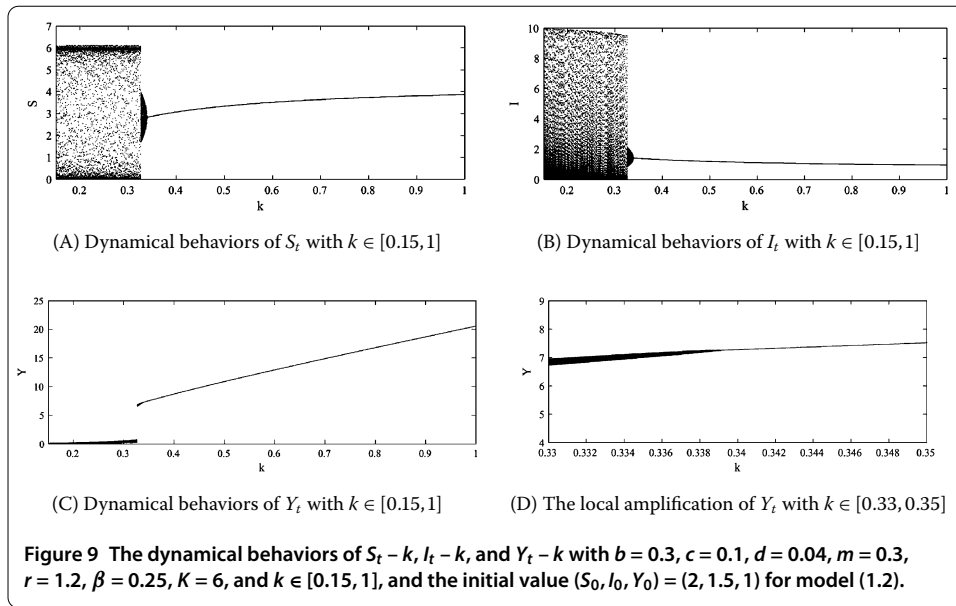 7
6
5
4
3
2
1
0
S
0.2 0.3 0.4 0.5 0.6 0.7 0.8 0.9 1
k
(A) Dynamical behaviors of S_t with k ∈ [0.15, 1]
10
8
6
4
2
0
I
0.2 0.3 0.4 0.5 0.6 0.7 0.8 0.9 1
k
(B) Dynamical behaviors of I_t with k ∈ [0.15, 1]
25
20
15
10
5
0
Y
0.2 0.3 0.4 0.5 0.6 0.7 0.8 0.9 1
k
(C) Dynamical behaviors of Y_t with k ∈ [0.15, 1]
9
8
7
6
5
4
Y
0.33 0.332 0.334 0.336 0.338 0.34 0.342 0.344 0.346 0.348 0.35
k
(D) The local amplification of Y_t with k ∈ [0.33, 0.35]
Figure 9 The dynamical behaviors of S_t – k, I_t – k, and Y_t – k with b = 0.3, c = 0.1, d = 0.04, m = 0.3,
r = 1.2, β = 0.25, K = 6, and k ∈ [0.15, 1], and the initial value (S_0, I_0, Y_0) = (2, 1.5, 1) for model (1.2).